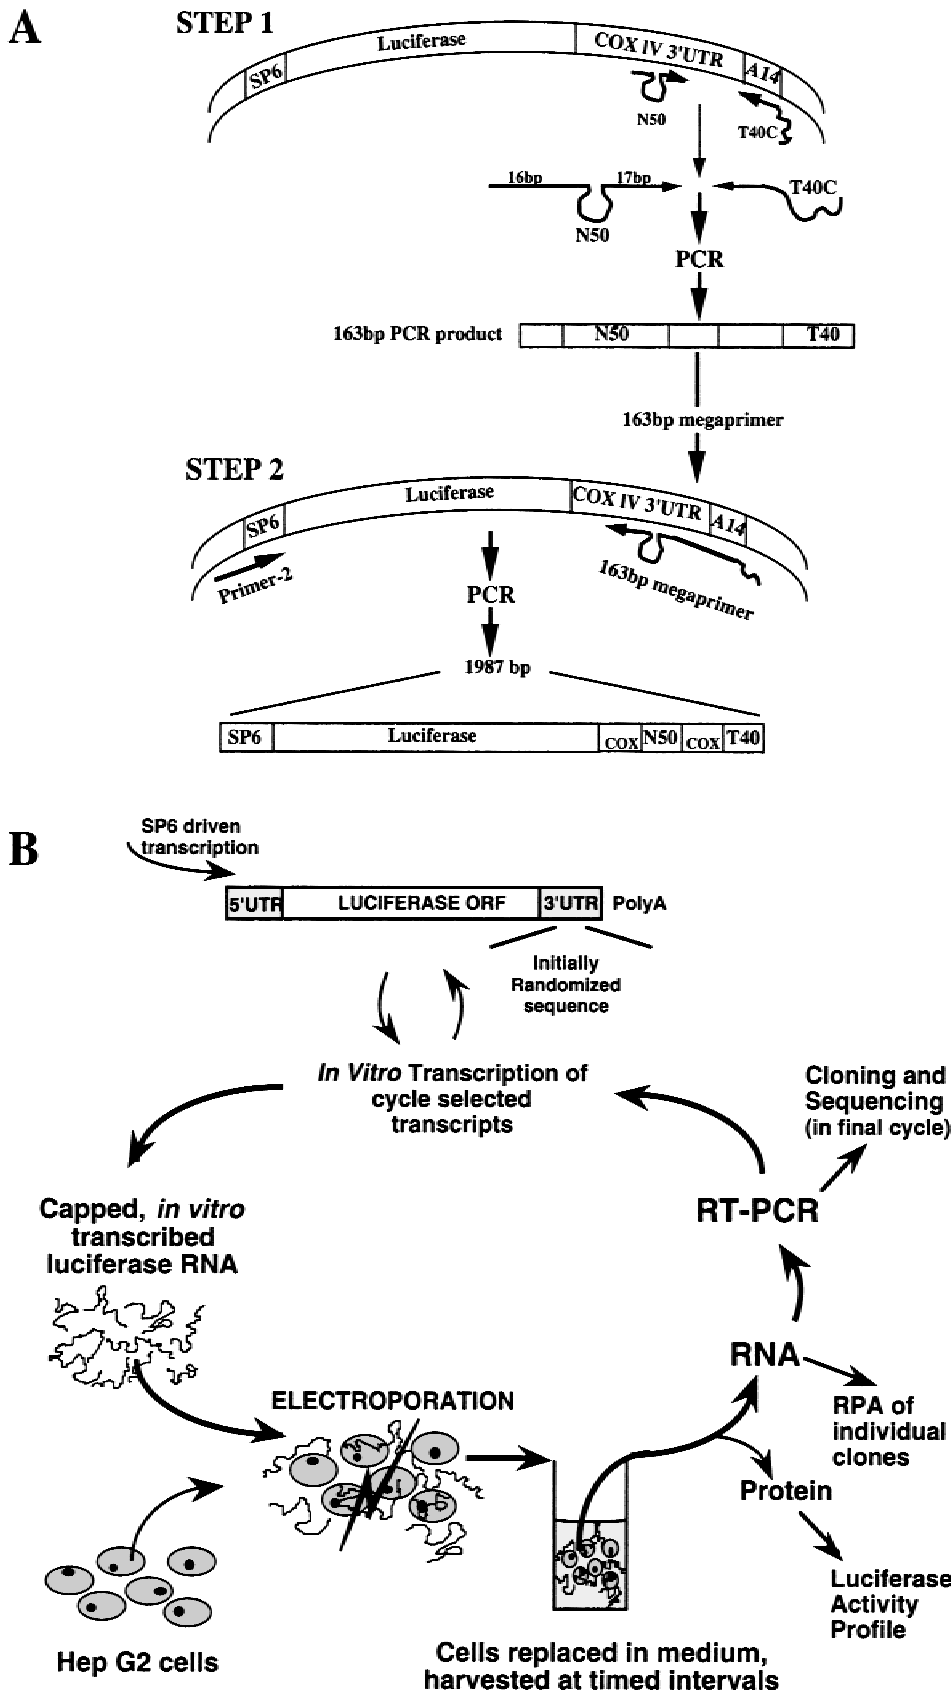 A
STEP 1
SP6
Luciferase
COX IV 3'UTR
A14
N50
T40C
16bp
17bp
T40C
N50
PCR
163bp PCR product
N50
T40
163bp megaprimer
STEP 2
SP6
Luciferase
COX IV 3'UTR
A14
Primer-2
163bp megaprimer
PCR
1987 bp
SP6
Luciferase
COX
N50
COX
T40
B
SP6 driven
transcription
5'UTR
LUCIFERASE ORF
3'UTR
PolyA
Initially
Randomized
sequence
In Vitro Transcription of
cycle selected
transcripts
Cloning and
Sequencing
(in final cycle)
Capped, in vitro
transcribed
luciferase RNA
RT-PCR
RNA
ELECTROPORATION
RPA of
individual
clones
Protein
Luciferase
Activity
Profile
Hep G2 cells
Cells replaced in medium,
harvested at timed intervals